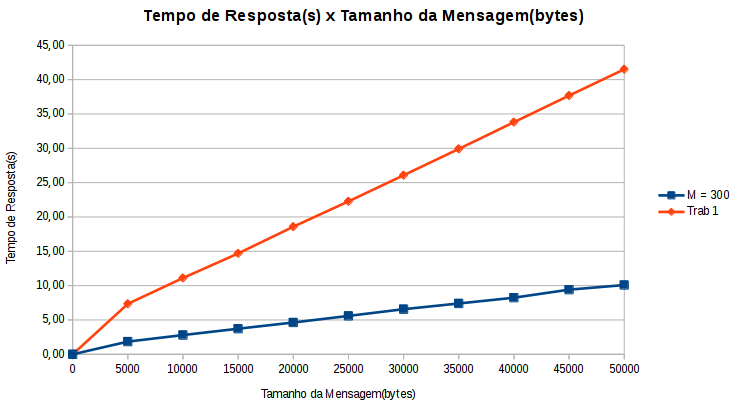 Tempo de Resposta(s) x Tamanho da Mensagem(bytes)
45,00
40,00
35,00
30,00
25,00
20,00
15,00
10,00
5,00
0,00
Tempo de Resposta(s)
0 5000 10000 15000 20000 25000 30000 35000 40000 45000 50000
Tamanho da Mensagem(bytes)
M = 300
Trab 1